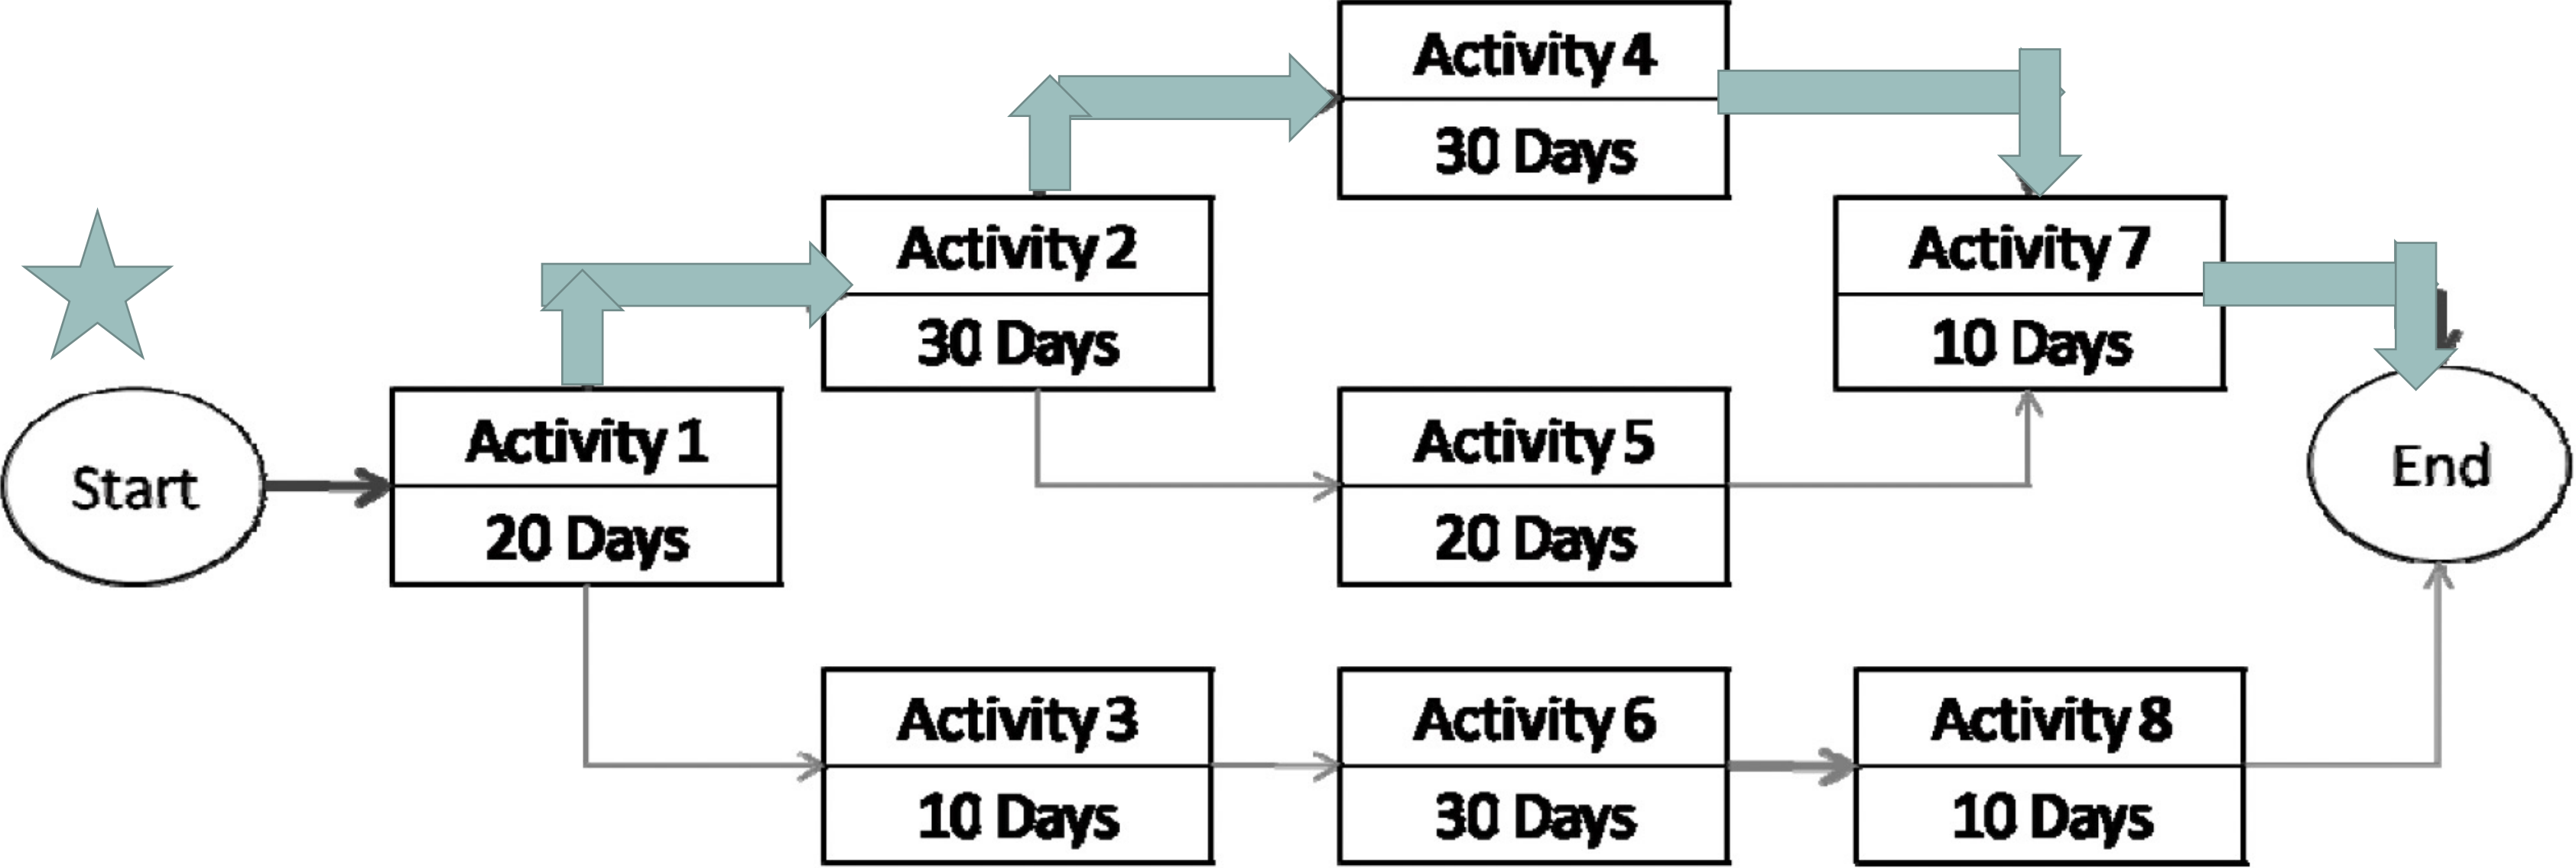 Activity 4
30 Days
Activity 2
30 Days
Activity 7
10 Days
Start
Activity 1
20 Days
Activity 5
20 Days
End
Activity 3
10 Days
Activity 6
30 Days
Activity 8
10 Days